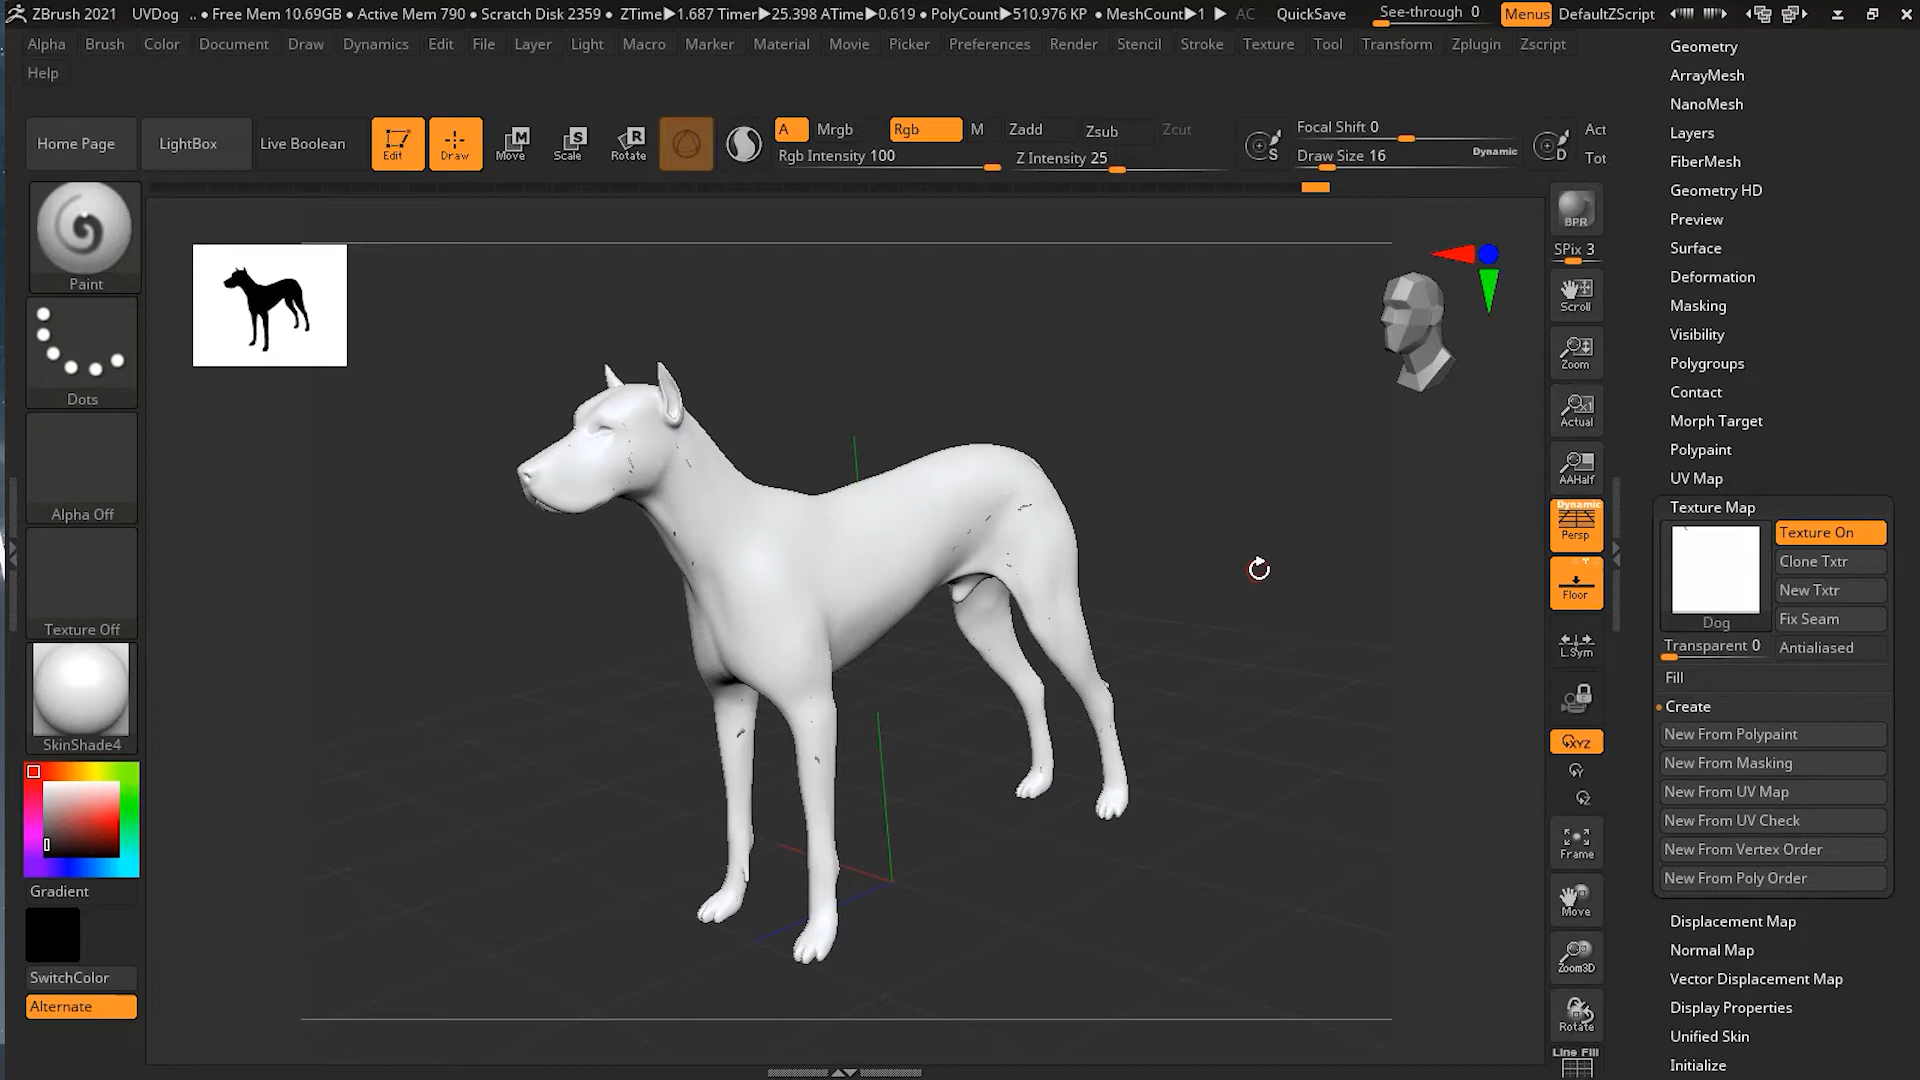 ZBrush 2021 UVDog .. • Free Mem 10.69GB • Active Mem 790 • Scratch Disk 2359 • ZTime▶1.687 Timer▶25.398 ATime▶0.619 • PolyCount▶510.976 KP • MeshCount▶1 AC QuickSave See-through 0 Menus DefaultZScript
Alpha Brush Color Document Draw Dynamics Edit File Layer Light Macro Marker Material Movie Picker Preferences Render Stencil Stroke Texture Tool Transform Zplugin Zscript
Help
Home Page
LightBox
Live Boolean
Edit
Draw
Move
Scale
Rotate
A Mrgb Rgb M Zadd Zsub Zcut
Rgb Intensity 100 Z Intensity 25
Focal Shift 0
Draw Size 16 Dynamic
S
D
Act
Tot
Paint
Dots
Alpha Off
Texture Off
SkinShade4
Gradient
SwitchColor
Alternate
BPR
SPix 3
Scroll
Zoom
Actual
AAHalf
Dynamic
Persp
Floor
L.Sym
XYZ
Y
Z
Frame
Move
Zoom3D
Rotate
Line Fill
Geometry
ArrayMesh
NanoMesh
Layers
FiberMesh
Geometry HD
Preview
Surface
Deformation
Masking
Visibility
Polygroups
Contact
Morph Target
Polypaint
UV Map
Texture Map
Texture On
Clone Txtr
New Txtr
Dog Fix Seam
Transparent 0 Antialiased
Fill
Create
New From Polypaint
New From Masking
New From UV Map
New From UV Check
New From Vertex Order
New From Poly Order
Displacement Map
Normal Map
Vector Displacement Map
Display Properties
Unified Skin
Initialize